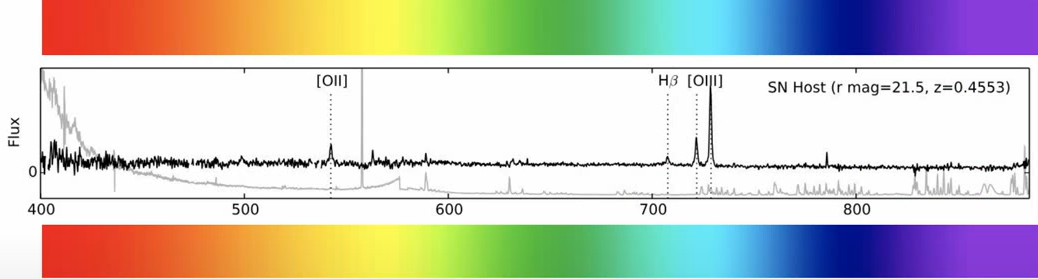 [OII]
Hβ [OIII]
SN Host (r mag=21.5, z=0.4553)
Flux
0
400 500 600 700 800